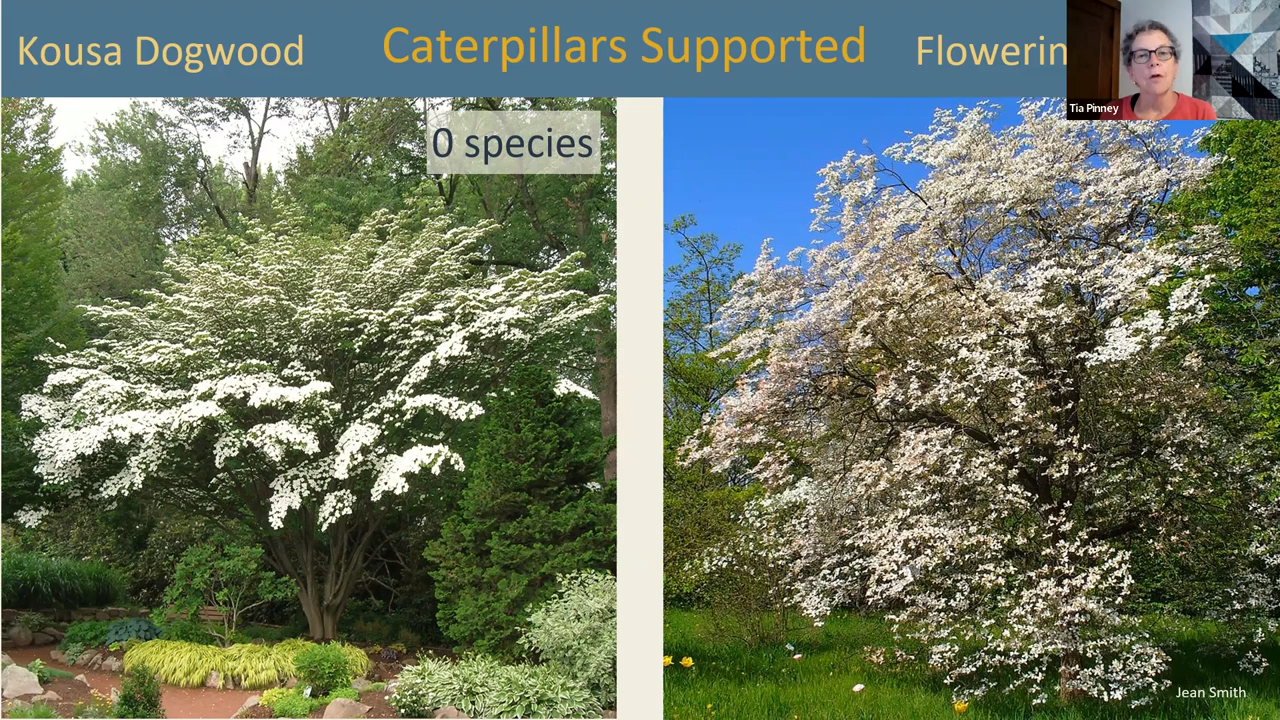 Kousa Dogwood
Caterpillars Supported
Flowerin
Tia Pinney
0 species
Jean Smith